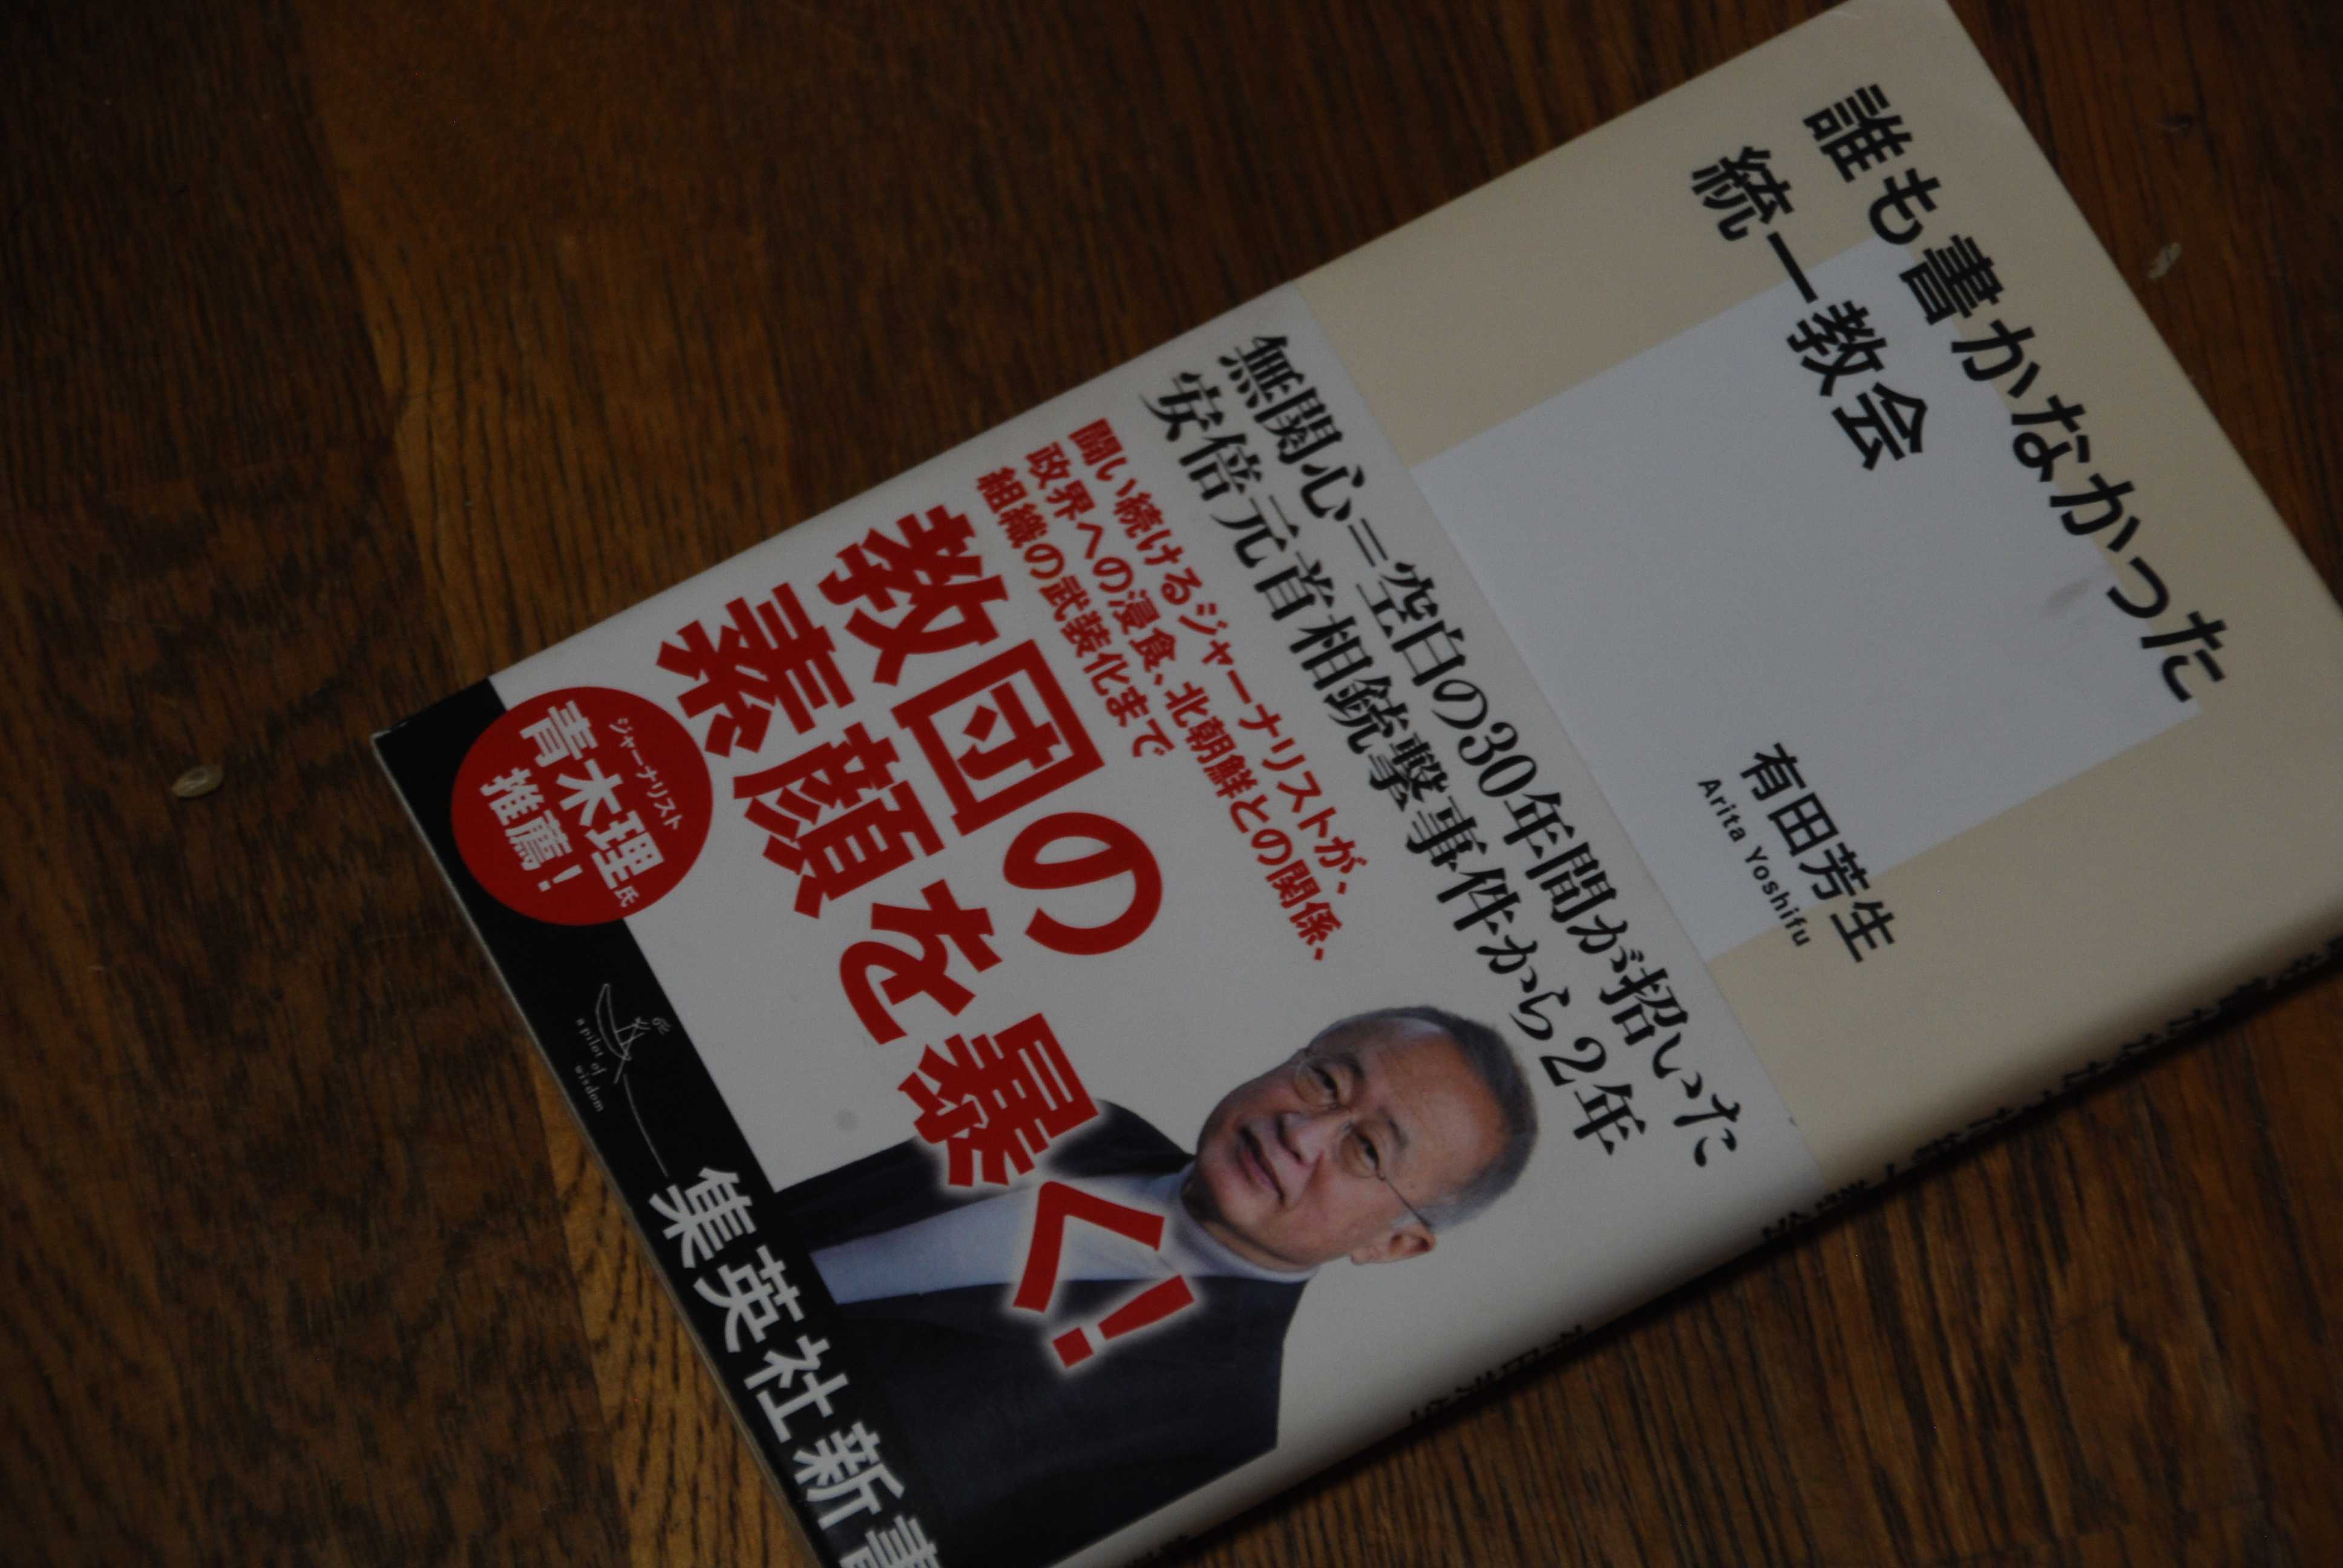 誰も書かなかった
統一教会
有田芳生
Arita Yoshifu
無関心=空白の30年間が招いた
安倍元首相銃撃事件から2年
闘い続けるジャーナリストが、
政界への浸食、北朝鮮との関係、
組織の武装化まで
教団の
素顔を暴く!
ジャーナリスト
青木理氏
推薦!
a pilot of
wisdom
集英社新書